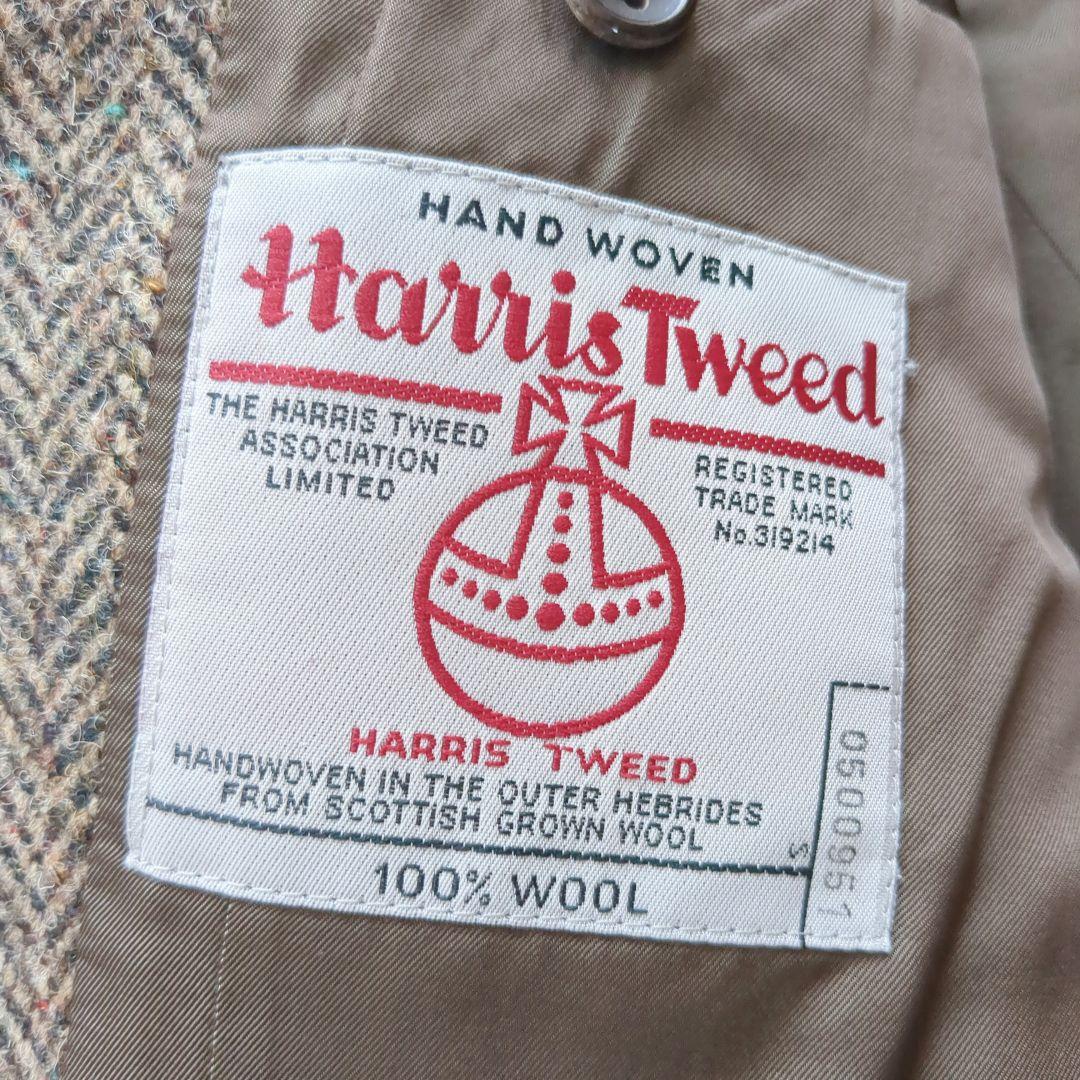 HAND WOVEN
Harris Tweed
THE HARRIS TWEED
ASSOCIATION
LIMITED
REGISTERED
TRADE MARK
No.319214
HARRIS TWEED
HANDWOVEN IN THE OUTER HEBRIDES
FROM SCOTTISH GROWN WOOL
S
100% WOOL
0500951